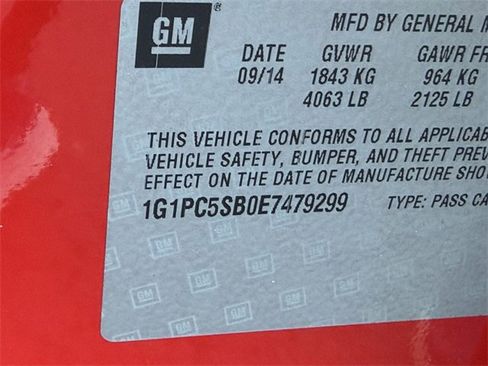 GM ®
MFD BY GENERAL M
DATE GVWR GAWR FR
09/14 1843 KG 964 KG
4063 LB 2125 LB
THIS VEHICLE CONFORMS TO ALL APPLICAB
VEHICLE SAFETY, BUMPER, AND THEFT PREV
EFFECT ON THE DATE OF MANUFACTURE SHO
1G1PC5SB0E7479299 TYPE: PASS CA